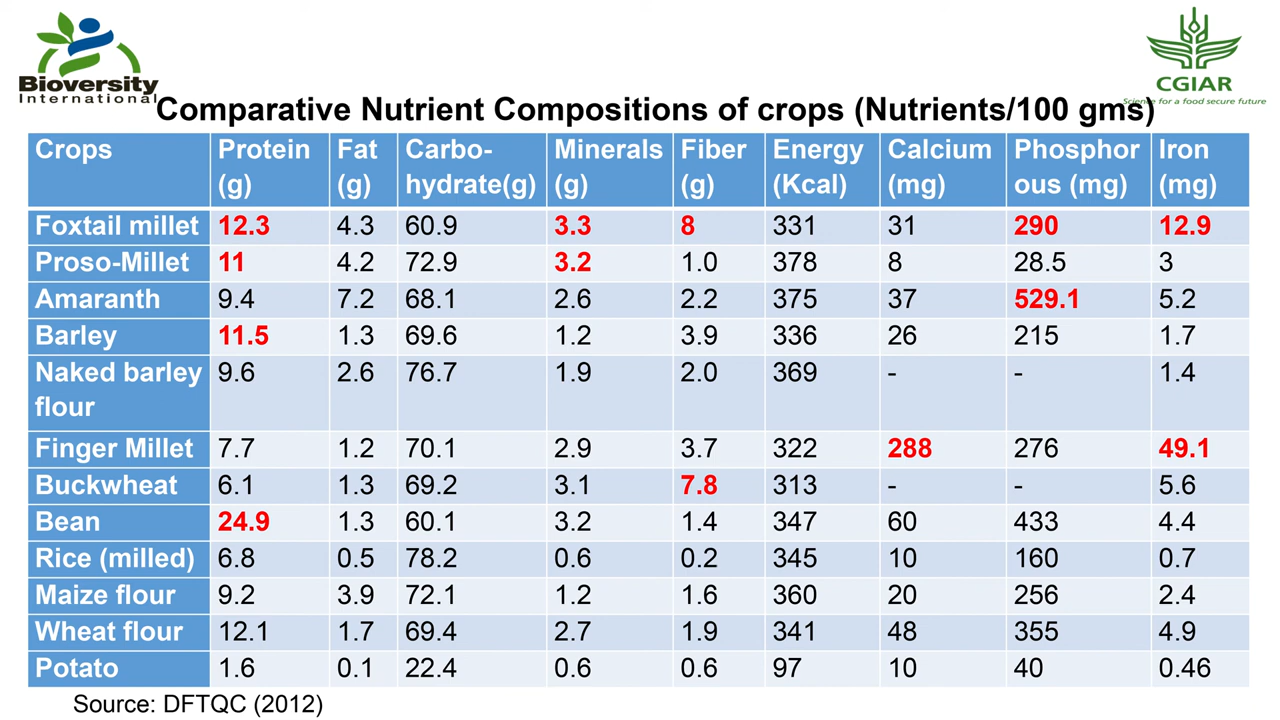 Bioversity
International
CGIAR
Science for a food secure future
Comparative Nutrient Compositions of crops (Nutrients/100 gms)
Crops Protein (g) Fat (g) Carbo-hydrate(g) Minerals (g) Fiber (g) Energy (Kcal) Calcium (mg) Phosphorous (mg) Iron (mg)
Foxtail millet 12.3 4.3 60.9 3.3 8 331 31 290 12.9
Proso-Millet 11 4.2 72.9 3.2 1.0 378 8 28.5 3
Amaranth 9.4 7.2 68.1 2.6 2.2 375 37 529.1 5.2
Barley 11.5 1.3 69.6 1.2 3.9 336 26 215 1.7
Naked barley flour 9.6 2.6 76.7 1.9 2.0 369 - - 1.4
Finger Millet 7.7 1.2 70.1 2.9 3.7 322 288 276 49.1
Buckwheat 6.1 1.3 69.2 3.1 7.8 313 - - 5.6
Bean 24.9 1.3 60.1 3.2 1.4 347 60 433 4.4
Rice (milled) 6.8 0.5 78.2 0.6 0.2 345 10 160 0.7
Maize flour 9.2 3.9 72.1 1.2 1.6 360 20 256 2.4
Wheat flour 12.1 1.7 69.4 2.7 1.9 341 48 355 4.9
Potato 1.6 0.1 22.4 0.6 0.6 97 10 40 0.46
Source: DFTQC (2012)